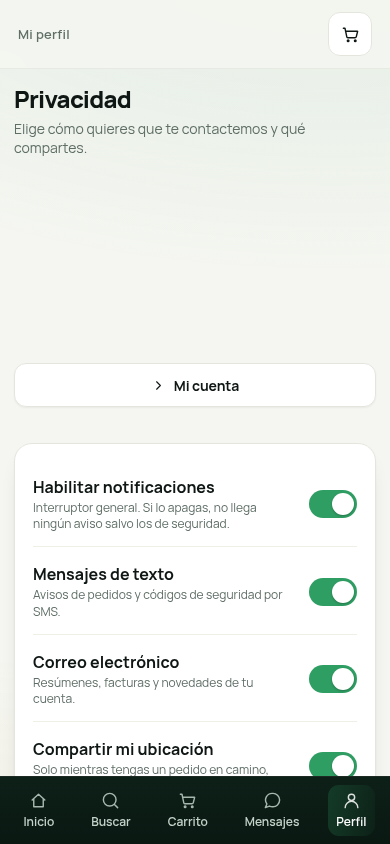 Mi perfil
Privacidad
Elige cómo quieres que te contactemos y qué
compartes.
Mi cuenta
Habilitar notificaciones
Interruptor general. Si lo apagas, no llega
ningún aviso salvo los de seguridad.
Mensajes de texto
Avisos de pedidos y códigos de seguridad por
SMS.
Correo electrónico
Resúmenes, facturas y novedades de tu
cuenta.
Compartir mi ubicación
Solo mientras tengas un pedido en camino,
Inicio
Buscar
Carrito
Mensajes
Perfil